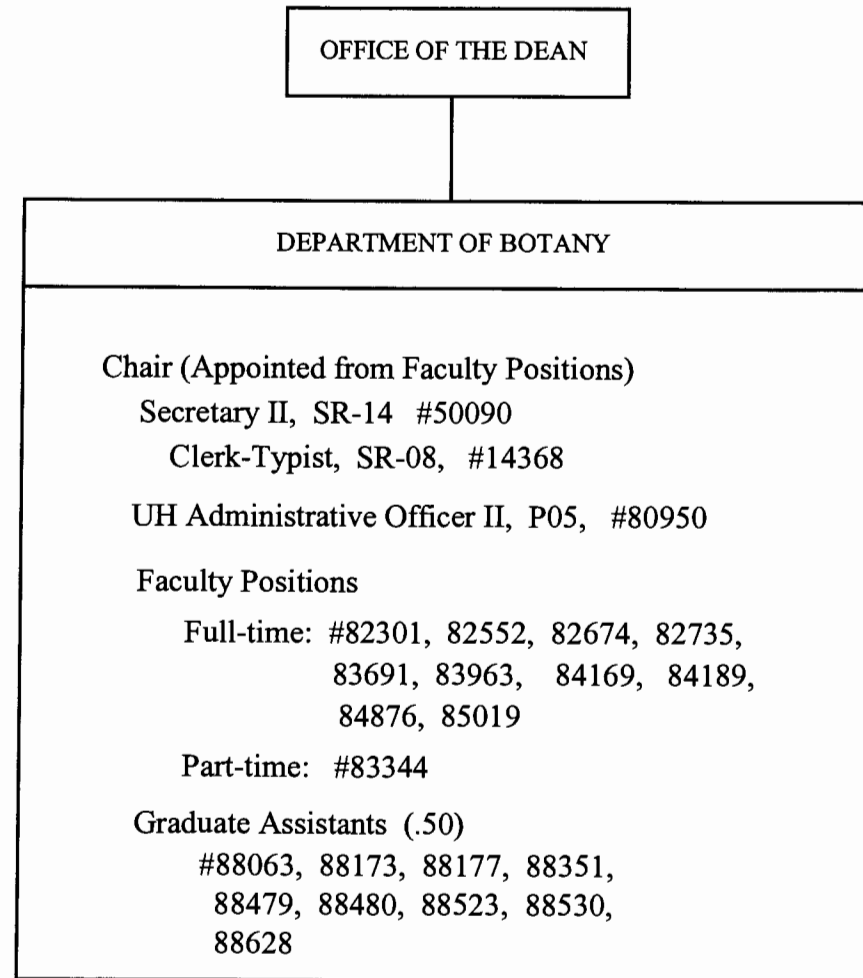 OFFICE OF THE DEAN
DEPARTMENT OF BOTANY
Chair (Appointed from Faculty Positions)
Secretary II, SR-14 #50090
Clerk-Typist, SR-08, #14368
UH Administrative Officer II, P05, #80950
Faculty Positions
Full-time: #82301, 82552, 82674, 82735,
83691, 83963, 84169, 84189,
84876, 85019
Part-time: #83344
Graduate Assistants (.50)
#88063, 88173, 88177, 88351,
88479, 88480, 88523, 88530,
88628